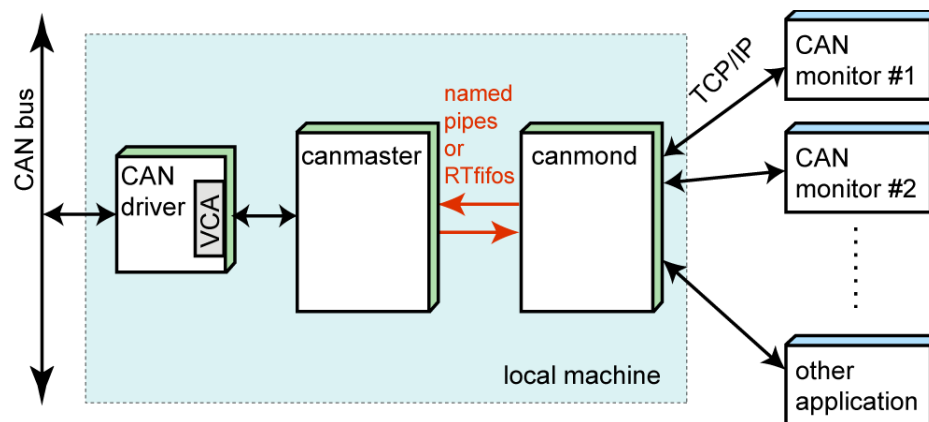 CAN bus
CAN
driver
VCA
canmaster
named
pipes
or
RTfifos
canmond
local machine
TCP/IP
CAN
monitor #1
CAN
monitor #2
other
application